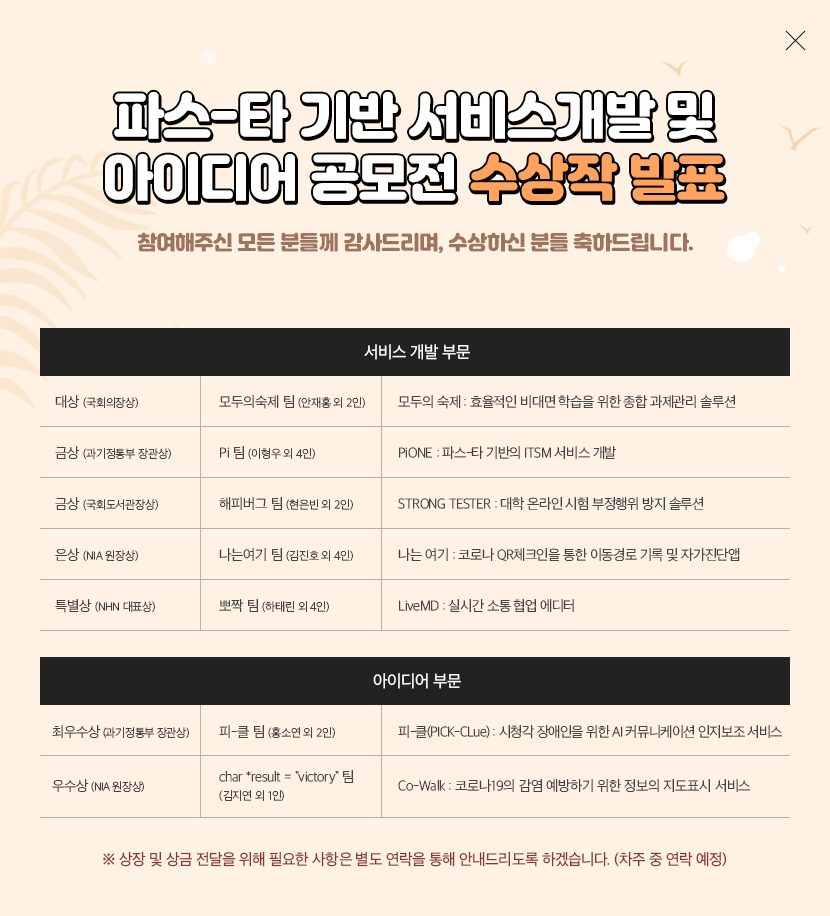 파스-타 기반 서비스개발 및
아이디어 공모전 수상작 발표
참여해주신 모든 분들께 감사드리며, 수상하신 분들 축하드립니다.
서비스 개발 부문
대상 (국회의장상) 모두의숙제 팀 (안재홍 외 2인) 모두의 숙제 : 효율적인 비대면 학습을 위한 종합 과제관리 솔루션
금상 (과기정통부 장관상) Pi 팀 (이형우 외 4인) PiONE : 파스-타 기반의 ITSM 서비스 개발
금상 (국회도서관장상) 해피버그 팀 (현은빈 외 2인) STRONG TESTER : 대학 온라인 시험 부정행위 방지 솔루션
은상 (NIA 원장상) 나는여기 팀 (김진호 외 4인) 나는 여기 : 코로나 QR체크인을 통한 이동경로 기록 및 자가진단앱
특별상 (NHN 대표상) 뽀짝 팀 (하태린 외 4인) LiveMD : 실시간 소통 협업 에디터
아이디어 부문
최우수상 (과기정통부 장관상) 피-클 팀 (홍소연 외 2인) 피-클(PICK-CLue) : 시청각 장애인을 위한 AI 커뮤니케이션 인지보조 서비스
우수상 (NIA 원장상) char *result = "victory" 팀 Co-Walk : 코로나19의 감염 예방하기 위한 정보의 지도표시 서비스
(김지연 외 1인)
※ 상장 및 상금 전달을 위해 필요한 사항은 별도 연락을 통해 안내드리도록 하겠습니다. (차주 중 연락 예정)